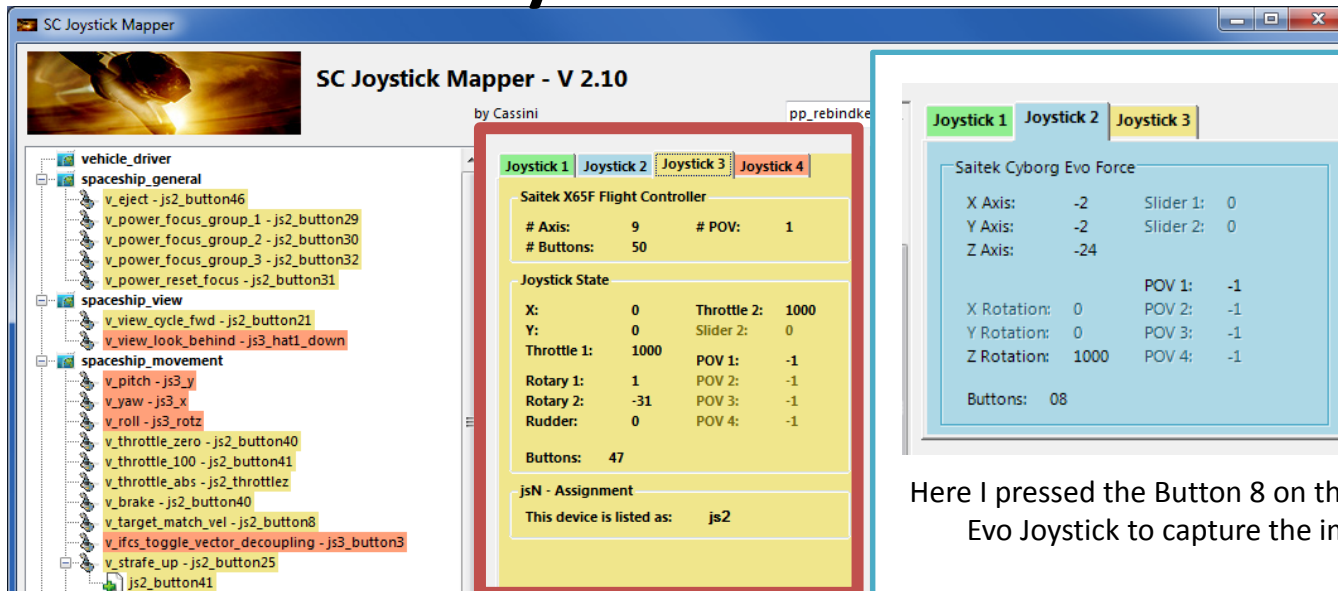 SC Joystick Mapper
SC Joystick Mapper - V 2.10
by Cassini
vehicle_driver
spaceship_general
v_eject - js2_button46
v_power_focus_group_1 - js2_button29
v_power_focus_group_2 - js2_button30
v_power_focus_group_3 - js2_button32
v_power_reset_focus - js2_button31
spaceship_view
v_view_cycle_fwd - js2_button21
v_view_look_behind - js3_hat1_down
spaceship_movement
v_pitch - js3_y
v_yaw - js3_x
v_roll - js3_rotz
v_throttle_zero - js2_button40
v_throttle_100 - js2_button41
v_throttle_abs - js2_throttlez
v_brake - js2_button40
v_target_match_vel - js2_button8
v_ifcs_toggle_vector_decoupling - js3_button3
v_strafe_up - js2_button25
js2_button41
pp_rebindke
Joystick 1 Joystick 2 Joystick 3 Joystick 4
Saitek X65F Flight Controller
# Axis: 9 # POV: 1
# Buttons: 50
Joystick State
X: 0 Throttle 2: 1000
Y: 0 Slider 2: 0
Throttle 1: 1000
POV 1: -1
Rotary 1: 1 POV 2: -1
Rotary 2: -31 POV 3: -1
Rudder: 0 POV 4: -1
Buttons: 47
jsN - Assignment
This device is listed as: js2
Joystick 1 Joystick 2 Joystick 3
Saitek Cyborg Evo Force
X Axis: -2 Slider 1: 0
Y Axis: -2 Slider 2: 0
Z Axis: -24
POV 1: -1
X Rotation: 0 POV 2: -1
Y Rotation: 0 POV 3: -1
Z Rotation: 1000 POV 4: -1
Buttons: 08
Here I pressed the Button 8 on th
Evo Joystick to capture the in